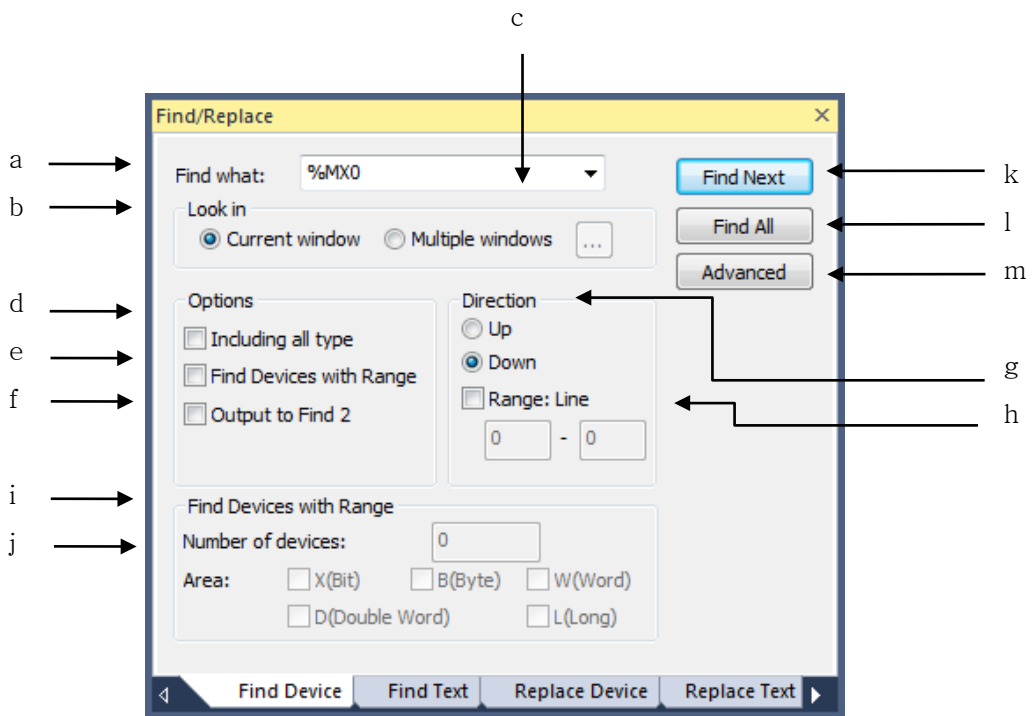 c
Find/Replace
a
Find what: %MX0 Find Next k
b
Look in
Current window Multiple windows ... Find All l
Advanced m
d
Options Direction
Including all type Up
e
Find Devices with Range Down g
f
Output to Find 2 Range: Line h
0 - 0
i
Find Devices with Range
j
Number of devices: 0
Area: X(Bit) B(Byte) W(Word)
D(Double Word) L(Long)
Find Device Find Text Replace Device Replace Text